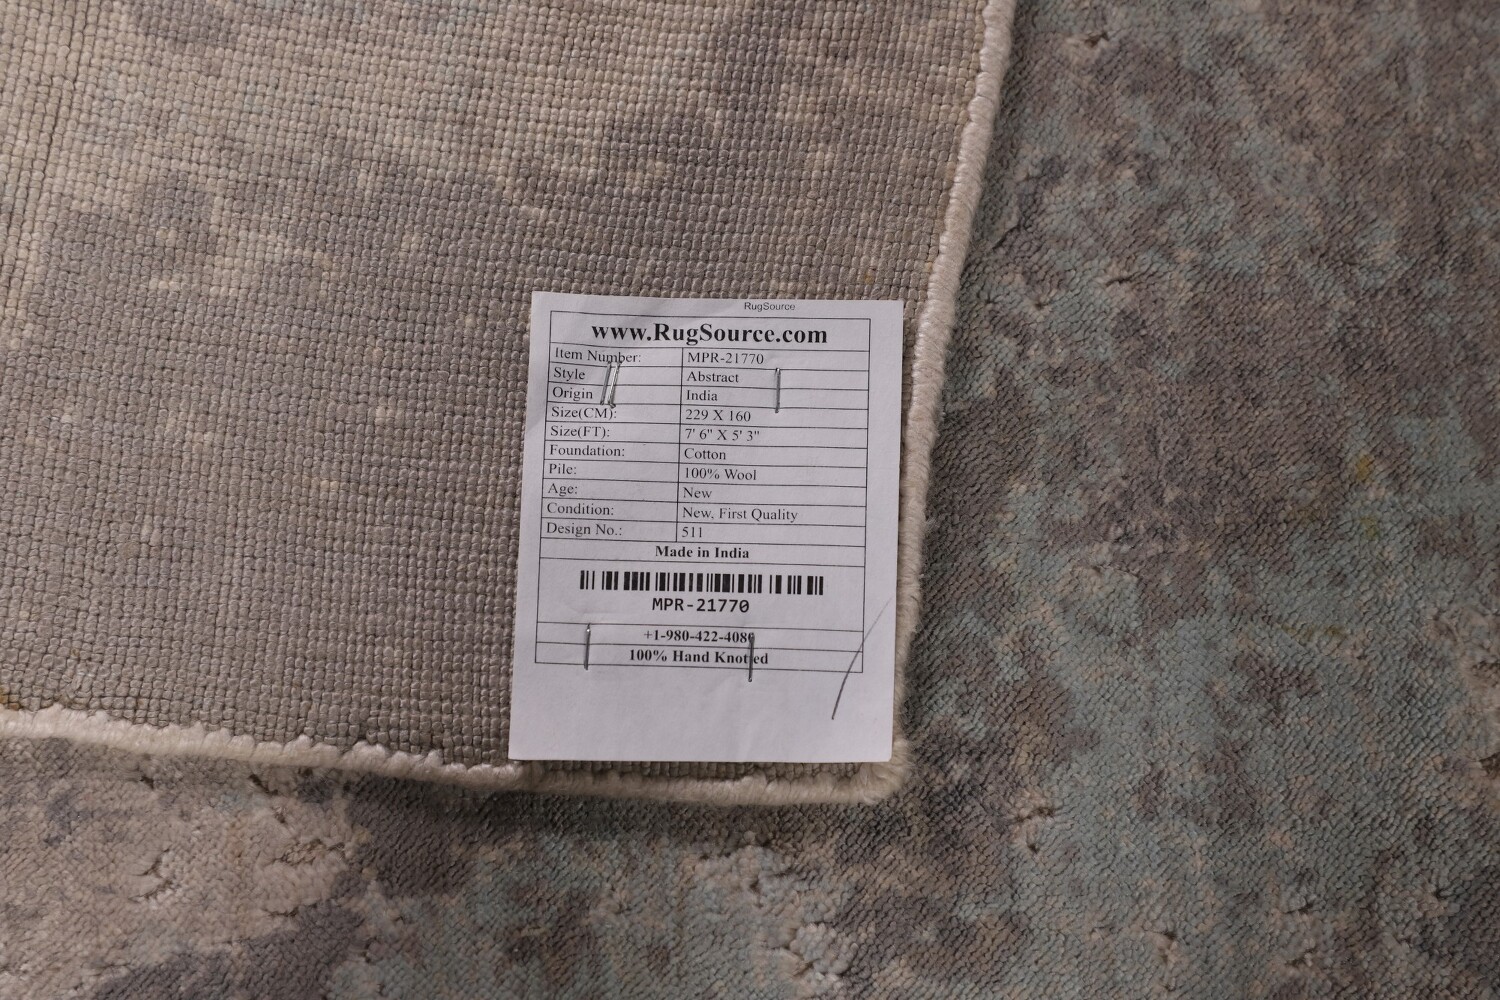 RugSource
www.RugSource.com
Item Number: MPR-21770
Style Abstract
Origin India
Size(CM): 229 X 160
Size(FT): 7' 6" X 5' 3"
Foundation: Cotton
Pile: 100% Wool
Age: New
Condition: New, First Quality
Design No.: 511
Made in India
MPR-21770
+1-980-422-4086
100% Hand Knotted